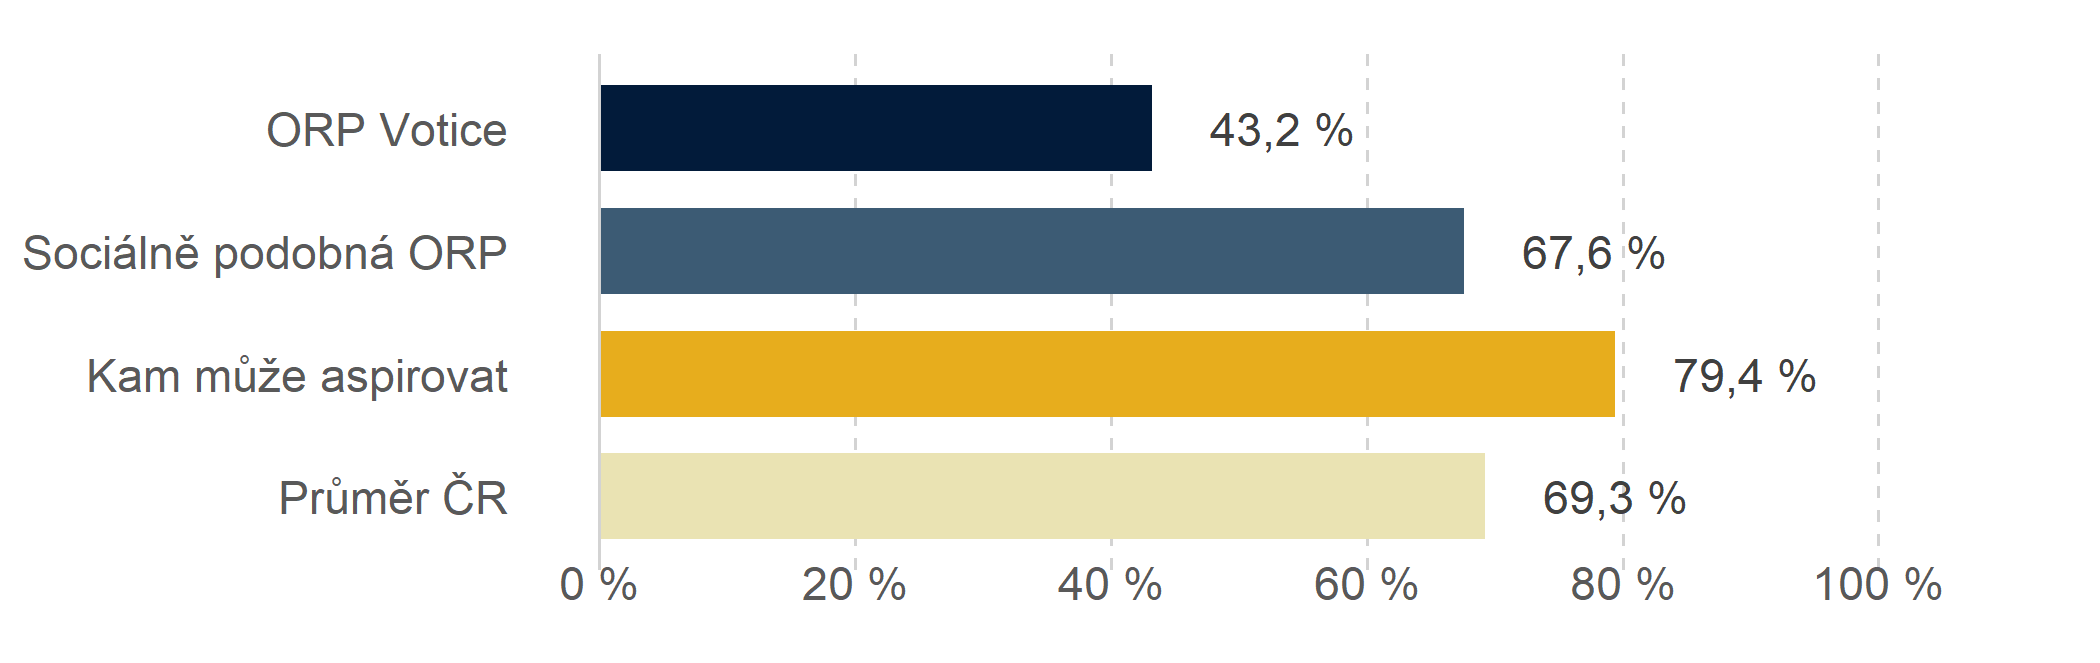 ORP Votice
43,2 %
Sociálně podobná ORP
67,6 %
Kam může aspirovat
79,4 %
Průměr ČR
69,3 %
0 % 20 % 40 % 60 % 80 % 100 %